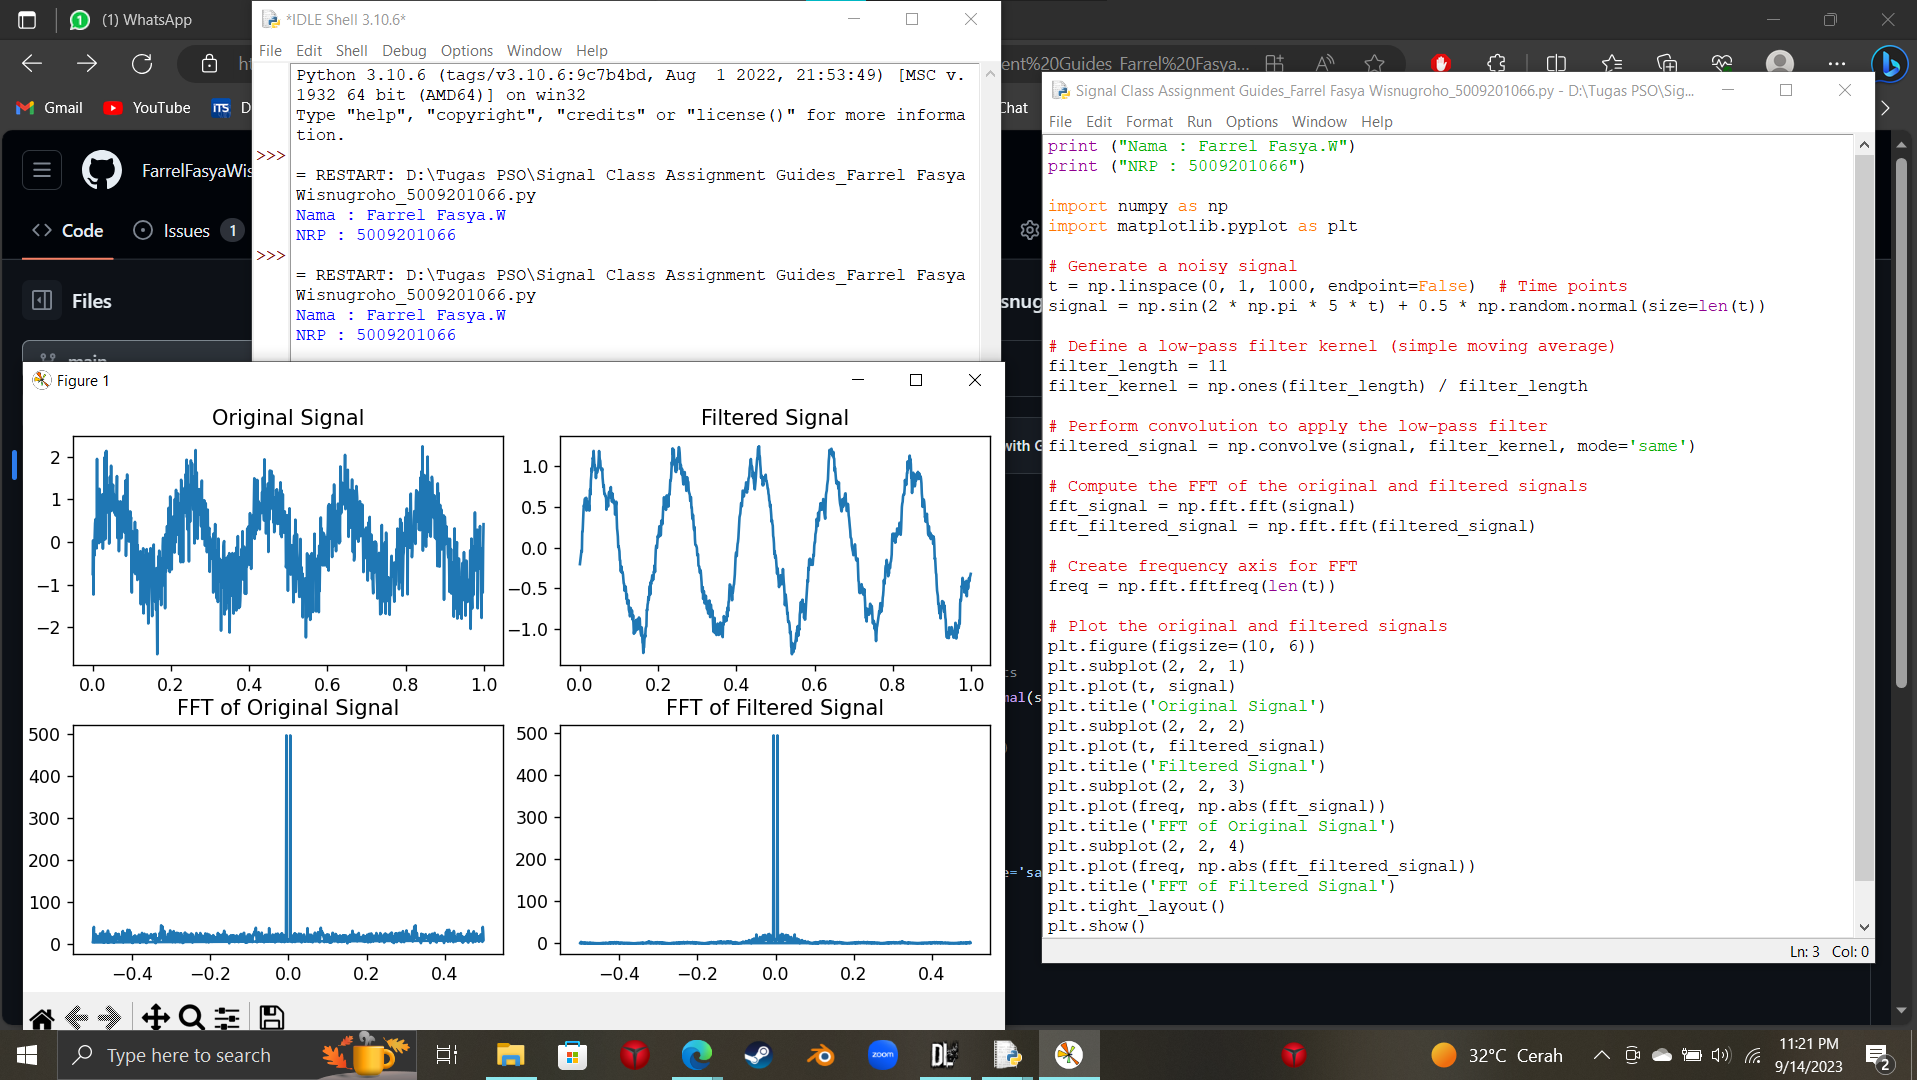 (1) WhatsApp
*IDLE Shell 3.10.6*
File Edit Shell Debug Options Window Help
Python 3.10.6 (tags/v3.10.6:9c7b4bd, Aug  1 2022, 21:53:49) [MSC v.
1932 64 bit (AMD64)] on win32
Type "help", "copyright", "credits" or "license()" for more informa
tion.
>>>
= RESTART: D:\Tugas PSO\Signal Class Assignment Guides_Farrel Fasya
Wisnugroho_5009201066.py
Nama : Farrel Fasya.W
NRP : 5009201066
>>>
= RESTART: D:\Tugas PSO\Signal Class Assignment Guides_Farrel Fasya
Wisnugroho_5009201066.py
Nama : Farrel Fasya.W
NRP : 5009201066
ent%20Guides_Farrel%20Fasya...
Gmail
YouTube
ITS
Chat
FarrelFasyaWis
Code
Issues 1
Files
main
Signal Class Assignment Guides_Farrel Fasya Wisnugroho_5009201066.py - D:\Tugas PSO\Sig...
File Edit Format Run Options Window Help
print ("Nama : Farrel Fasya.W")
print ("NRP : 5009201066")
import numpy as np
import matplotlib.pyplot as plt
# Generate a noisy signal
t = np.linspace(0, 1, 1000, endpoint=False)  # Time points
signal = np.sin(2 * np.pi * 5 * t) + 0.5 * np.random.normal(size=len(t))
# Define a low-pass filter kernel (simple moving average)
filter_length = 11
filter_kernel = np.ones(filter_length) / filter_length
# Perform convolution to apply the low-pass filter
filtered_signal = np.convolve(signal, filter_kernel, mode='same')
# Compute the FFT of the original and filtered signals
fft_signal = np.fft.fft(signal)
fft_filtered_signal = np.fft.fft(filtered_signal)
# Create frequency axis for FFT
freq = np.fft.fftfreq(len(t))
# Plot the original and filtered signals
plt.figure(figsize=(10, 6))
plt.subplot(2, 2, 1)
plt.plot(t, signal)
plt.title('Original Signal')
plt.subplot(2, 2, 2)
plt.plot(t, filtered_signal)
plt.title('Filtered Signal')
plt.subplot(2, 2, 3)
plt.plot(freq, np.abs(fft_signal))
plt.title('FFT of Original Signal')
plt.subplot(2, 2, 4)
plt.plot(freq, np.abs(fft_filtered_signal))
plt.title('FFT of Filtered Signal')
plt.tight_layout()
plt.show()
Ln: 3 Col: 0
Figure 1
Original Signal
2
1
0
−1
−2
0.0 0.2 0.4 0.6 0.8 1.0
Filtered Signal
1.0
0.5
0.0
−0.5
−1.0
0.0 0.2 0.4 0.6 0.8 1.0
FFT of Original Signal
500
400
300
200
100
0
−0.4 −0.2 0.0 0.2 0.4
FFT of Filtered Signal
500
400
300
200
100
0
−0.4 −0.2 0.0 0.2 0.4
Type here to search
zoom
DL
32°C Cerah
11:21 PM
9/14/2023
2